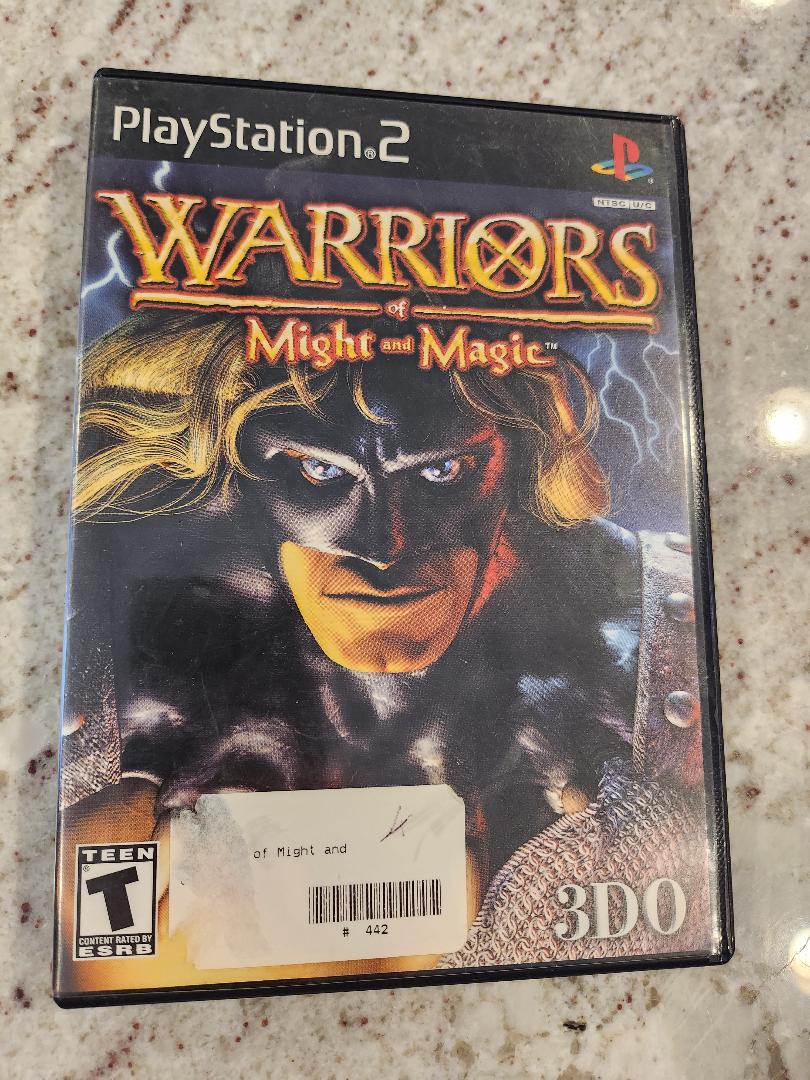 PlayStation®2
NTSC U/C
WARRIORS
of
Might and Magic™
of Might and
# 442
TEEN
T
®
CONTENT RATED BY
ESRB
3DO